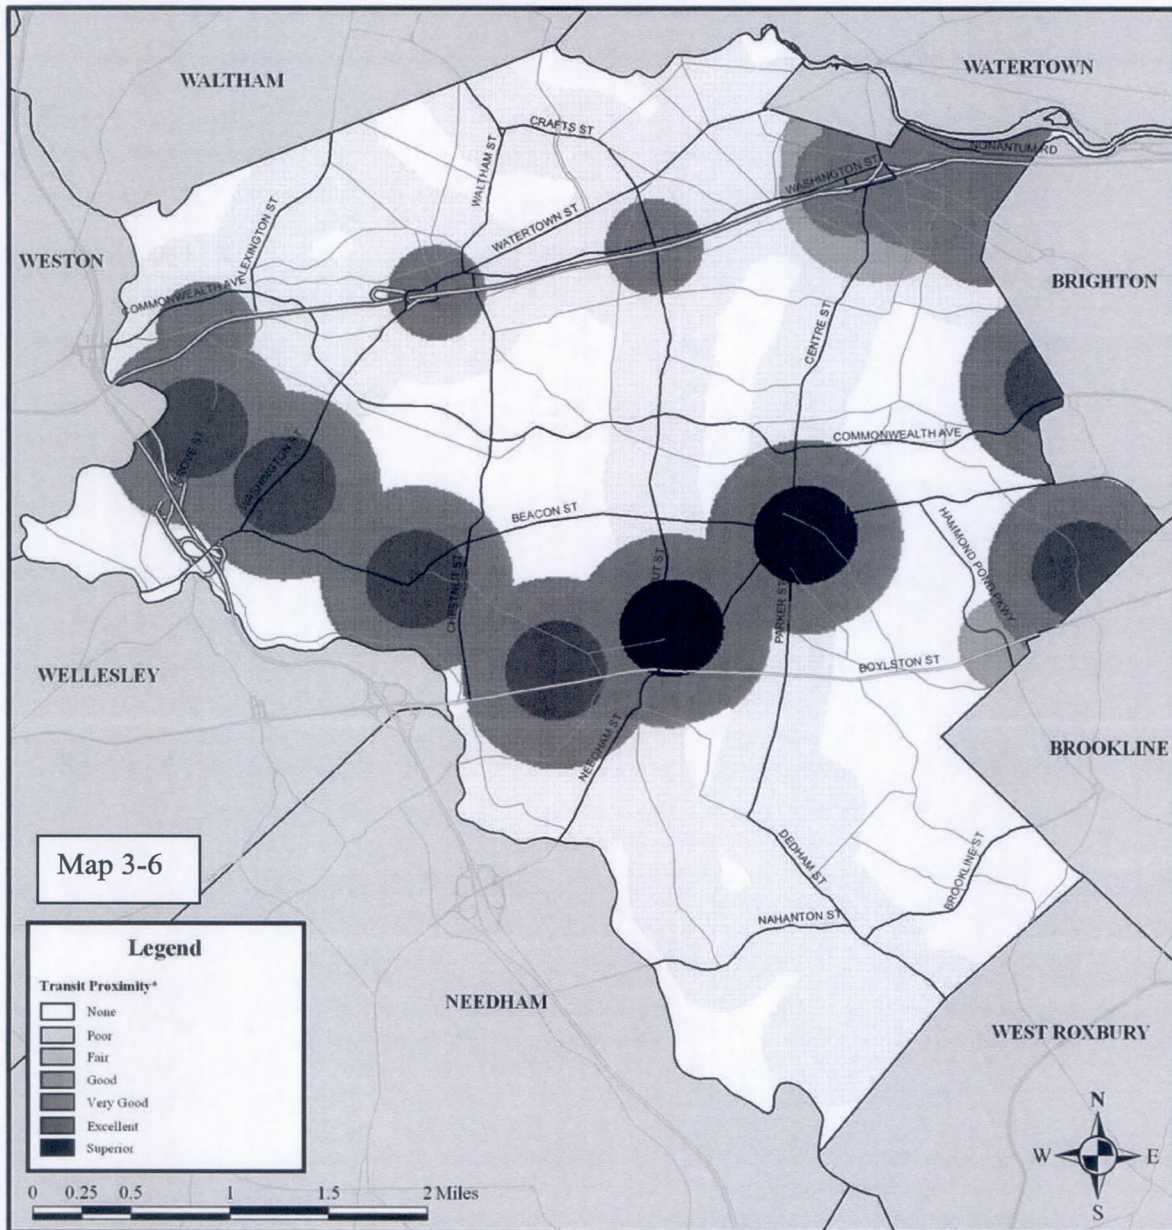 WALTHAM
WATERTOWN
CRAFTS ST
WALTHAM ST
NONANTUM RD
WASHINGTON ST
WATERTOWN ST
LEXINGTON ST
WESTON
BRIGHTON
COMMONWEALTH AVE
CENTRE ST
COMMONWEALTH AVE
GROVE ST
WASHINGTON ST
BEACON ST
HAMMOND POND PKWY
CHESTNUT ST
PARKER ST
BOYLSTON ST
WELLESLEY
NEEDHAM ST
BROOKLINE
Map 3-6
DEDHAM ST
BROOKLINE ST
NAHANTON ST
Legend
Transit Proximity*
None
Poor
Fair
Good
Very Good
Excellent
Superior
NEEDHAM
WEST ROXBURY
N
W E
S
0 0.25 0.5 1 1.5 2 Miles